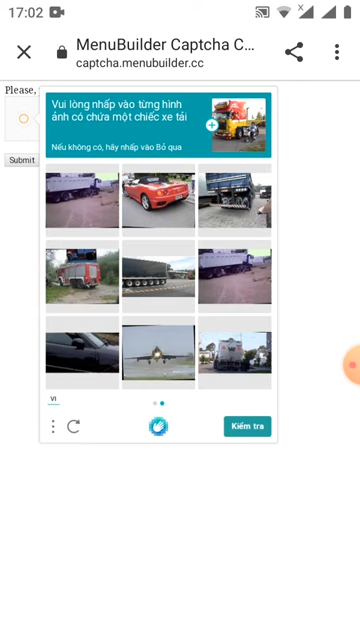 17:02
MenuBuilder Captcha C...
captcha.menubuilder.cc
Please,
Vui lòng nhấp vào từng hình
ảnh có chứa một chiếc xe tải
Nếu không có, hãy nhấp vào Bỏ qua
Submit
VI
Kiểm tra